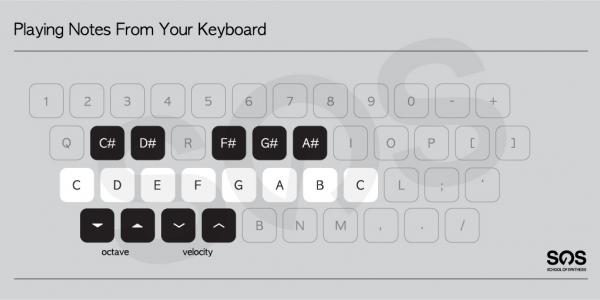 Playing Notes From Your Keyboard
1 2 3 4 5 6 7 8 9 0 - +
Q C# D# R F# G# A# I O P [ ]
C D E F G A B C L ; '
B N M , . /
octave velocity
SOS
SOS
SCHOOL OF SYNTHESIS